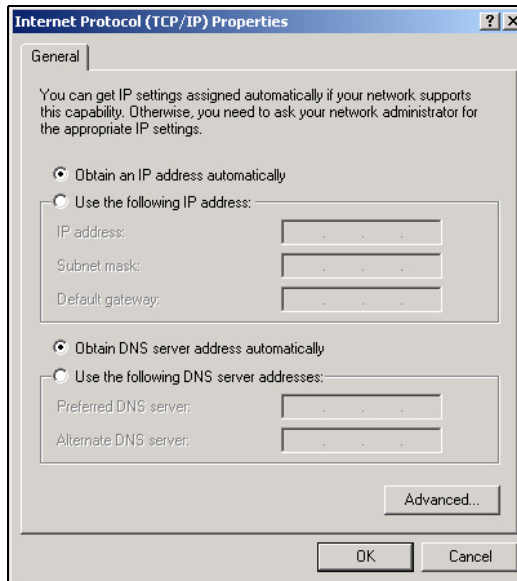 Internet Protocol (TCP/IP) Properties
General
You can get IP settings assigned automatically if your network supports
this capability. Otherwise, you need to ask your network administrator for
the appropriate IP settings.
Obtain an IP address automatically
Use the following IP address:
IP address:
Subnet mask:
Default gateway:
Obtain DNS server address automatically
Use the following DNS server addresses:
Preferred DNS server:
Alternate DNS server:
Advanced...
OK Cancel